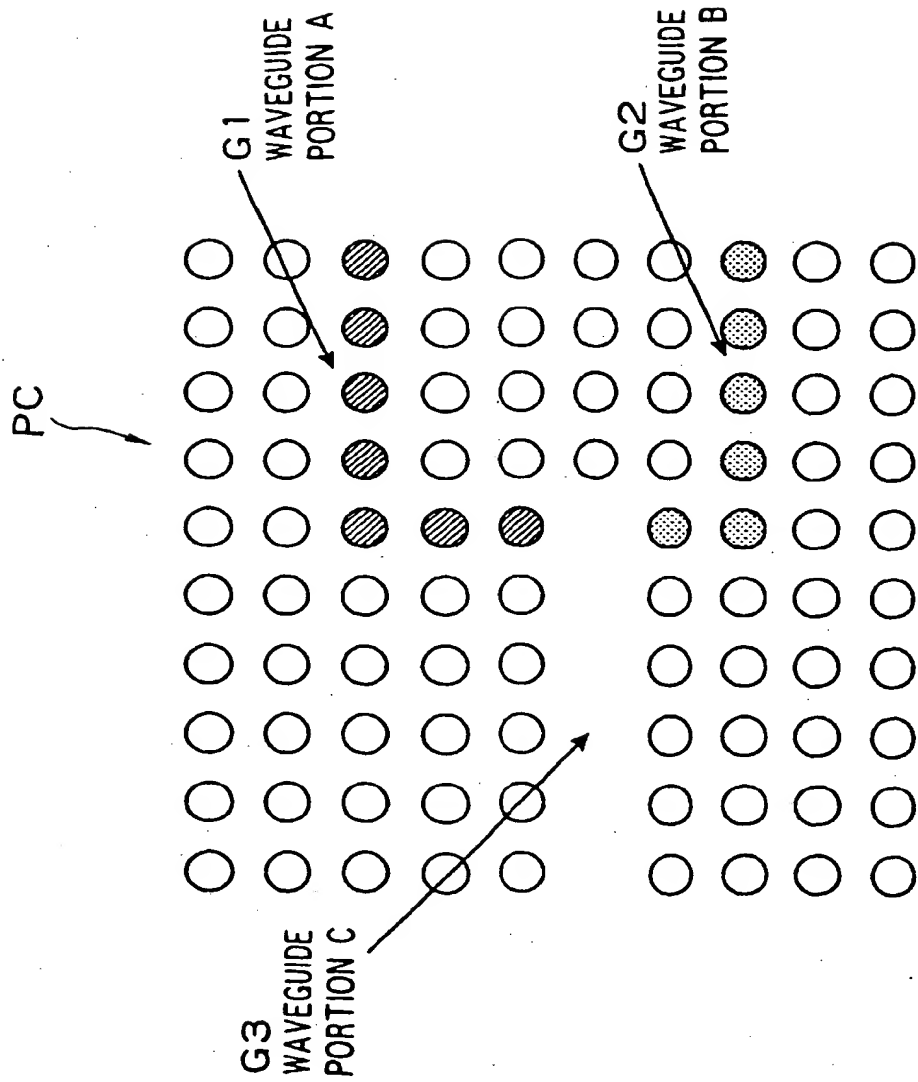 PC
G1
WAVEGUIDE
PORTION A
G2
WAVEGUIDE
PORTION B
G3
WAVEGUIDE
PORTION C